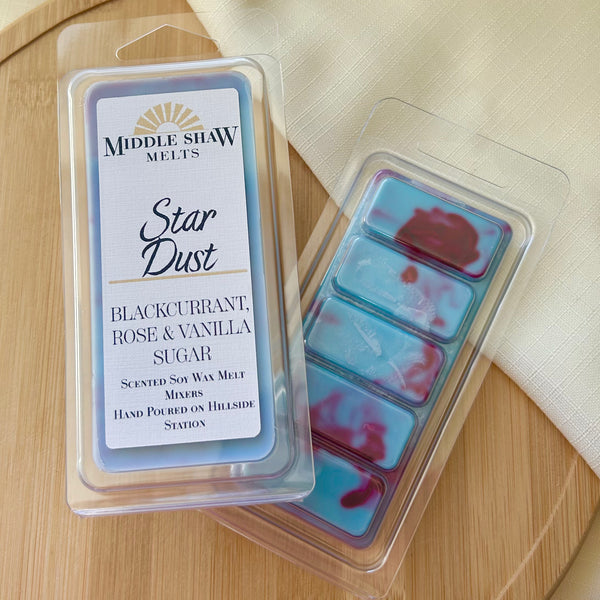 MIDDLE SHAW
MELTS
Star
Dust
BLACKCURRANT,
ROSE & VANILLA
SUGAR
SCENTED SOY WAX MELT
MIXERS
HAND POURED ON HILLSIDE
STATION